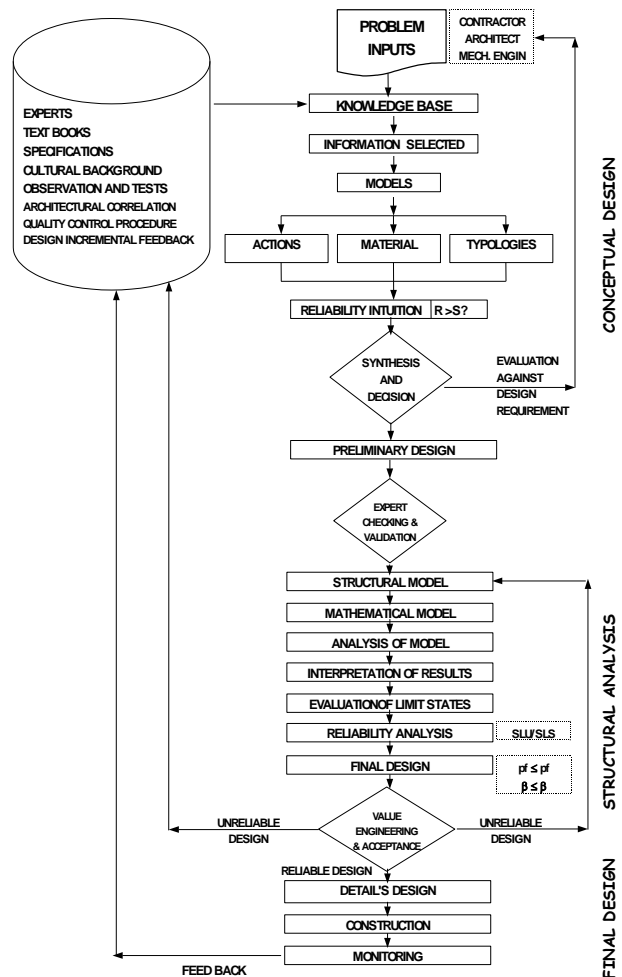 PROBLEM
INPUTS
CONTRACTOR
ARCHITECT
MECH. ENGIN
EXPERTS
TEXT BOOKS
SPECIFICATIONS
CULTURAL BACKGROUND
OBSERVATION AND TESTS
ARCHITECTURAL CORRELATION
QUALITY CONTROL PROCEDURE
DESIGN INCREMENTAL FEEDBACK
KNOWLEDGE BASE
INFORMATION SELECTED
MODELS
ACTIONS
MATERIAL
TYPOLOGIES
RELIABILITY INTUITION
R >S?
SYNTHESIS
AND
DECISION
EVALUATION
AGAINST
DESIGN
REQUIREMENT
CONCEPTUAL DESIGN
PRELIMINARY DESIGN
EXPERT
CHECKING &
VALIDATION
STRUCTURAL MODEL
MATHEMATICAL MODEL
ANALYSIS OF MODEL
INTERPRETATION OF RESULTS
EVALUATIONOF LIMIT STATES
RELIABILITY ANALYSIS
SLU/SLS
FINAL DESIGN
pf ≤ pf
β ≤ β
STRUCTURAL ANALYSIS
UNRELIABLE
DESIGN
VALUE
ENGINEERING
& ACCEPTANCE
UNRELIABLE
DESIGN
RELIABLE DESIGN
DETAIL'S DESIGN
CONSTRUCTION
MONITORING
FEED BACK
FINAL DESIGN